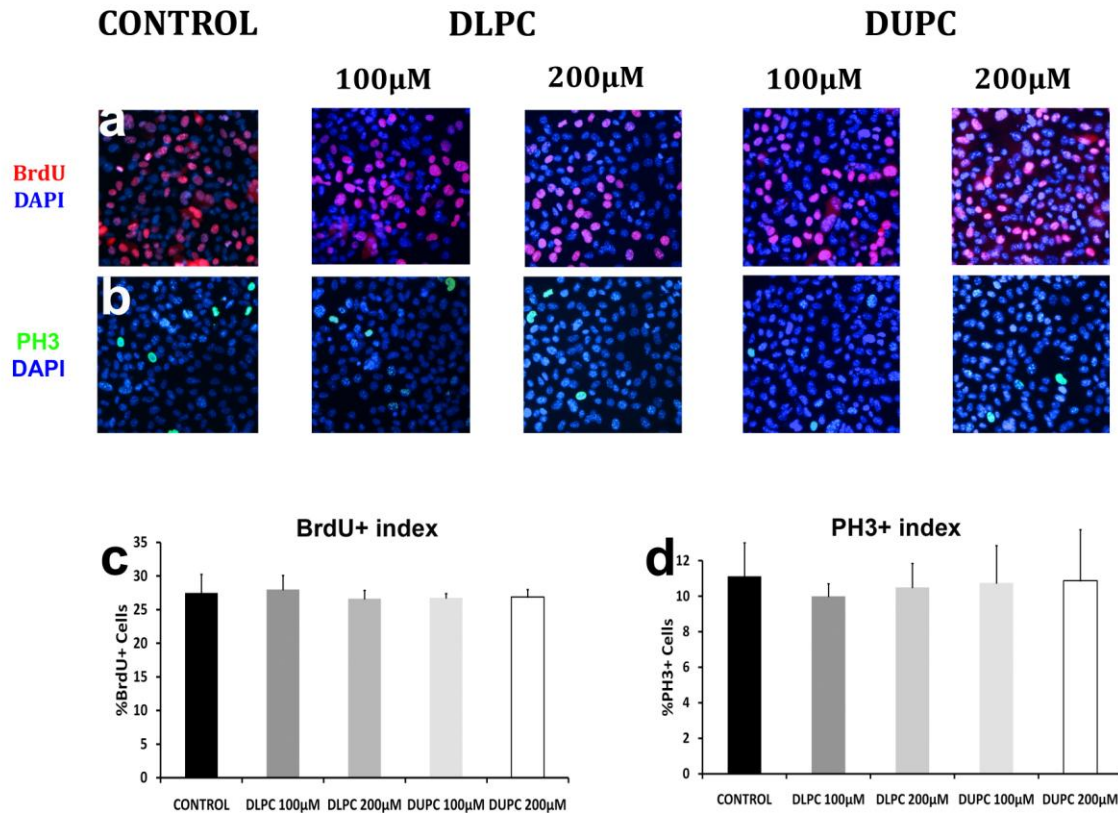 CONTROL DLPC DUPC
100µM 200µM 100µM 200µM
a
BrdU
DAPI
b
PH3
DAPI
c
BrdU+ index
%BrdU+ Cells
35
30
25
20
15
10
5
0
CONTROL DLPC 100µM DLPC 200µM DUPC 100µM DUPC 200µM
d
PH3+ index
%PH3+ Cells
12
10
8
6
4
2
0
CONTROL DLPC 100µM DLPC 200µM DUPC 100µM DUPC 200µM